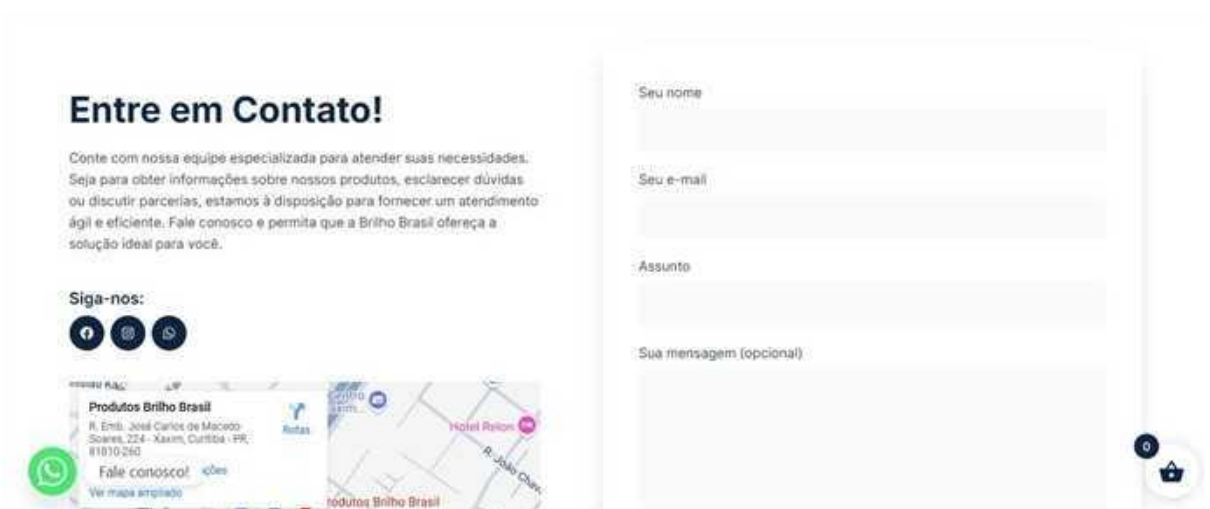 Entre em Contato!
Conte com nossa equipe especializada para atender suas necessidades.
Seja para obter informações sobre nossos produtos, esclarecer dúvidas
ou discutir parcerias, estamos à disposição para fornecer um atendimento
ágil e eficiente. Fale conosco e permita que a Brilho Brasil ofereça a
solução ideal para você.
Siga-nos:
Produtos Brilho Brasil
R. Emb. José Carlos de Macedo
Soares, 224 - Xaxim, Curitiba - PR,
81810-260
Rotas
Fale conosco!
Ver mapa ampliado
Hotel Relon
R. João Chav
rodutos Brilho Brasil
Seu nome
Seu e-mail
Assunto
Sua mensagem (opcional)
0